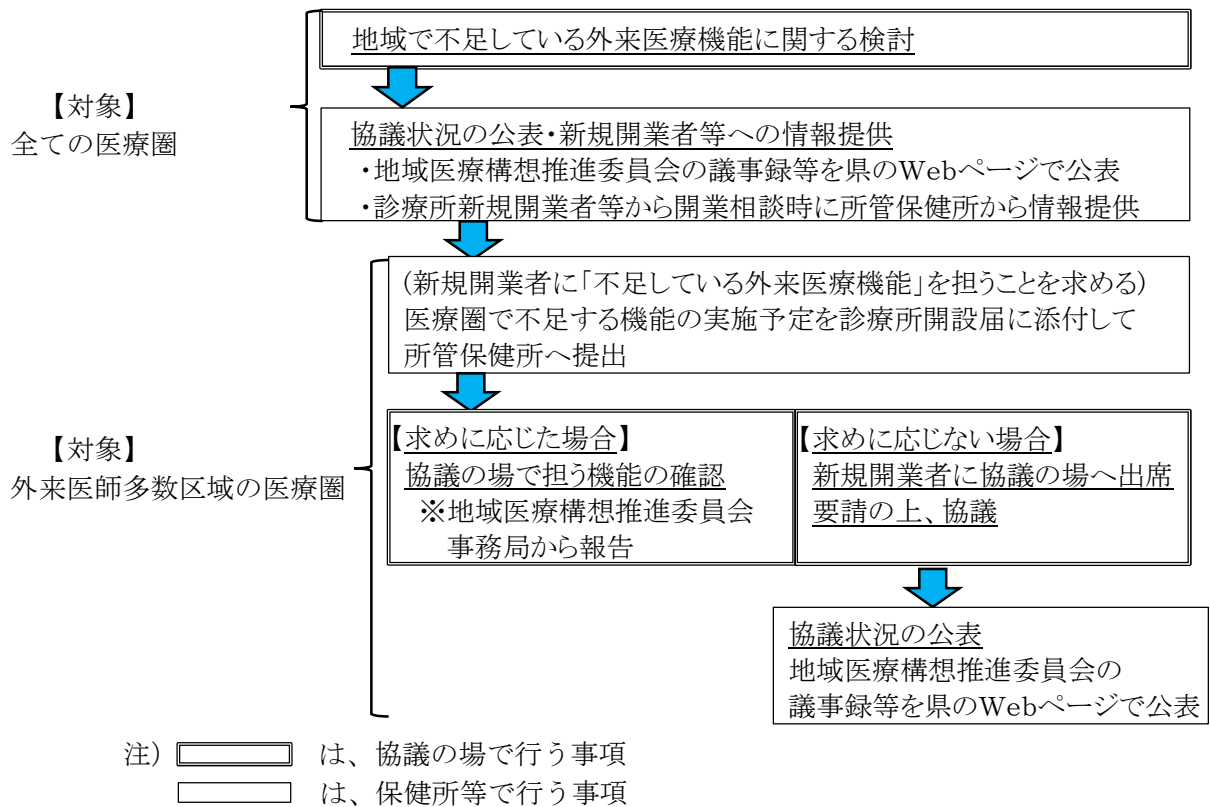 地域で不足している外来医療機能に関する検討
【対象】
全ての医療圏
協議状況の公表・新規開業者等への情報提供
・地域医療構想推進委員会の議事録等を県のWebページで公表
・診療所新規開業者等から開業相談時に所管保健所から情報提供
(新規開業者に「不足している外来医療機能」を担うことを求める)
医療圏で不足する機能の実施予定を診療所開設届に添付して
所管保健所へ提出
【対象】
外来医師多数区域の医療圏
【求めに応じた場合】
協議の場で担う機能の確認
※地域医療構想推進委員会
事務局から報告
【求めに応じない場合】
新規開業者に協議の場へ出席
要請の上、協議
協議状況の公表
地域医療構想推進委員会の
議事録等を県のWebページで公表
注) は、協議の場で行う事項
は、保健所等で行う事項